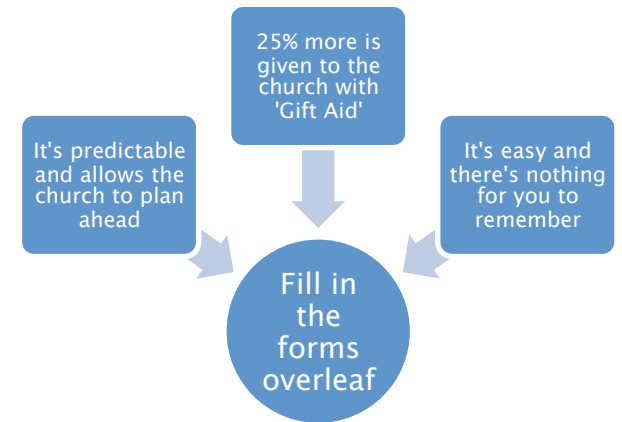 25% more is
given to the
church with
'Gift Aid'
It's predictable
and allows the
church to plan
ahead
It's easy and
there's nothing
for you to
remember
Fill in
the
forms
overleaf